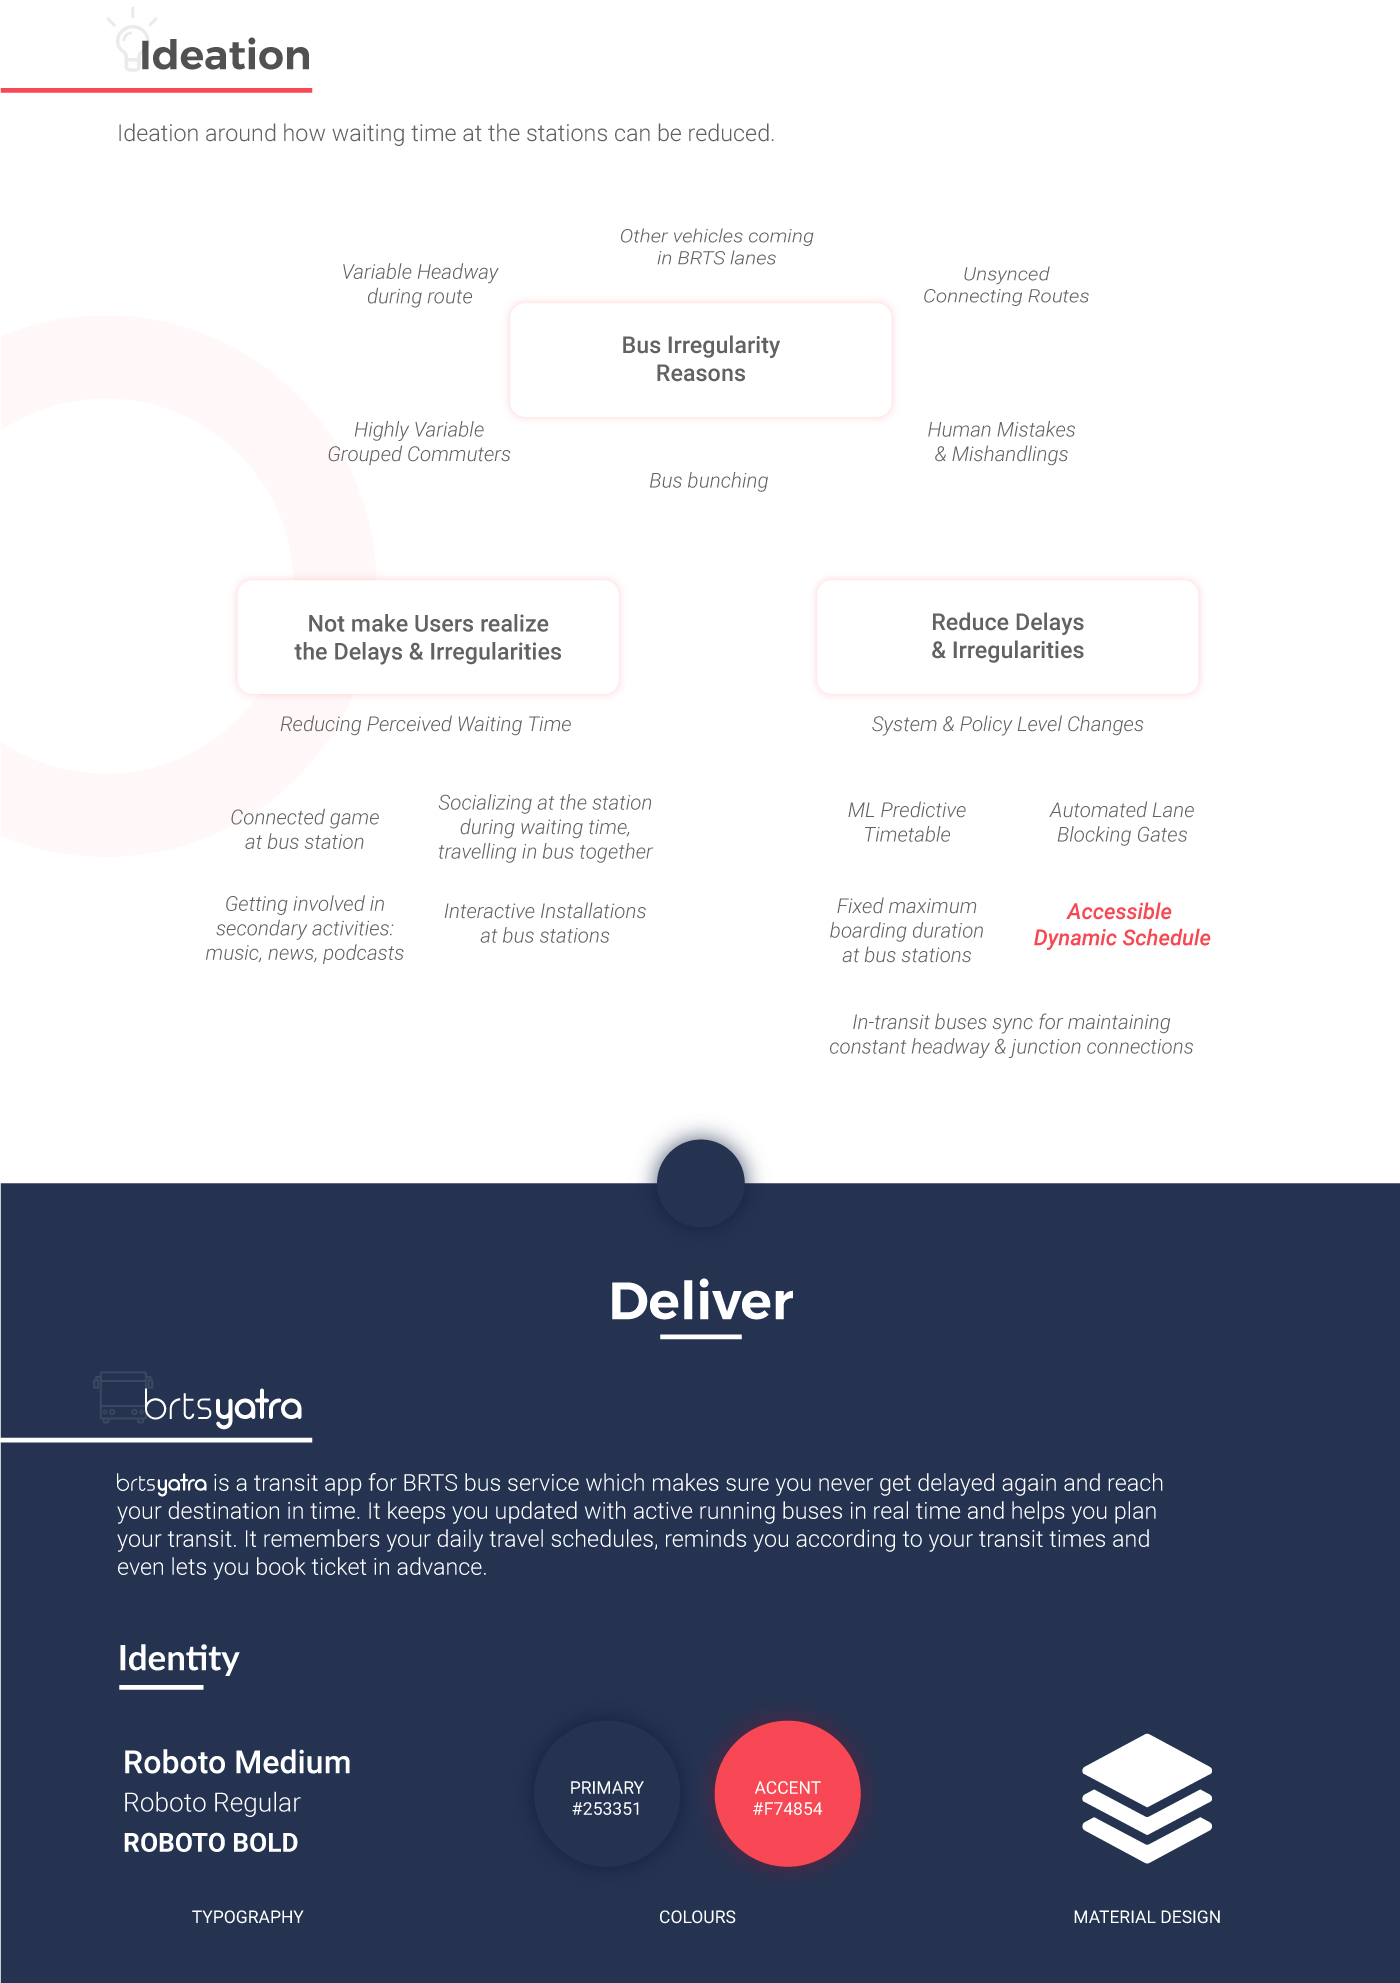 Ideation
Ideation around how waiting time at the stations can be reduced.
Other vehicles coming
in BRTS lanes
Variable Headway
during route
Unsynced
Connecting Routes
Bus Irregularity
Reasons
Highly Variable
Grouped Commuters
Human Mistakes
& Mishandlings
Bus bunching
Not make Users realize
the Delays & Irregularities
Reducing Perceived Waiting Time
Connected game
at bus station
Socializing at the station
during waiting time,
travelling in bus together
Getting involved in
secondary activities:
music, news, podcasts
Interactive Installations
at bus stations
Reduce Delays
& Irregularities
System & Policy Level Changes
ML Predictive
Timetable
Automated Lane
Blocking Gates
Fixed maximum
boarding duration
at bus stations
Accessible
Dynamic Schedule
In-transit buses sync for maintaining
constant headway & junction connections
Deliver
brtsyatra
brtsyatra is a transit app for BRTS bus service which makes sure you never get delayed again and reach
your destination in time. It keeps you updated with active running buses in real time and helps you plan
your transit. It remembers your daily travel schedules, reminds you according to your transit times and
even lets you book ticket in advance.
Identity
Roboto Medium
Roboto Regular
ROBOTO BOLD
TYPOGRAPHY
PRIMARY
#253351
ACCENT
#F74854
COLOURS
MATERIAL DESIGN